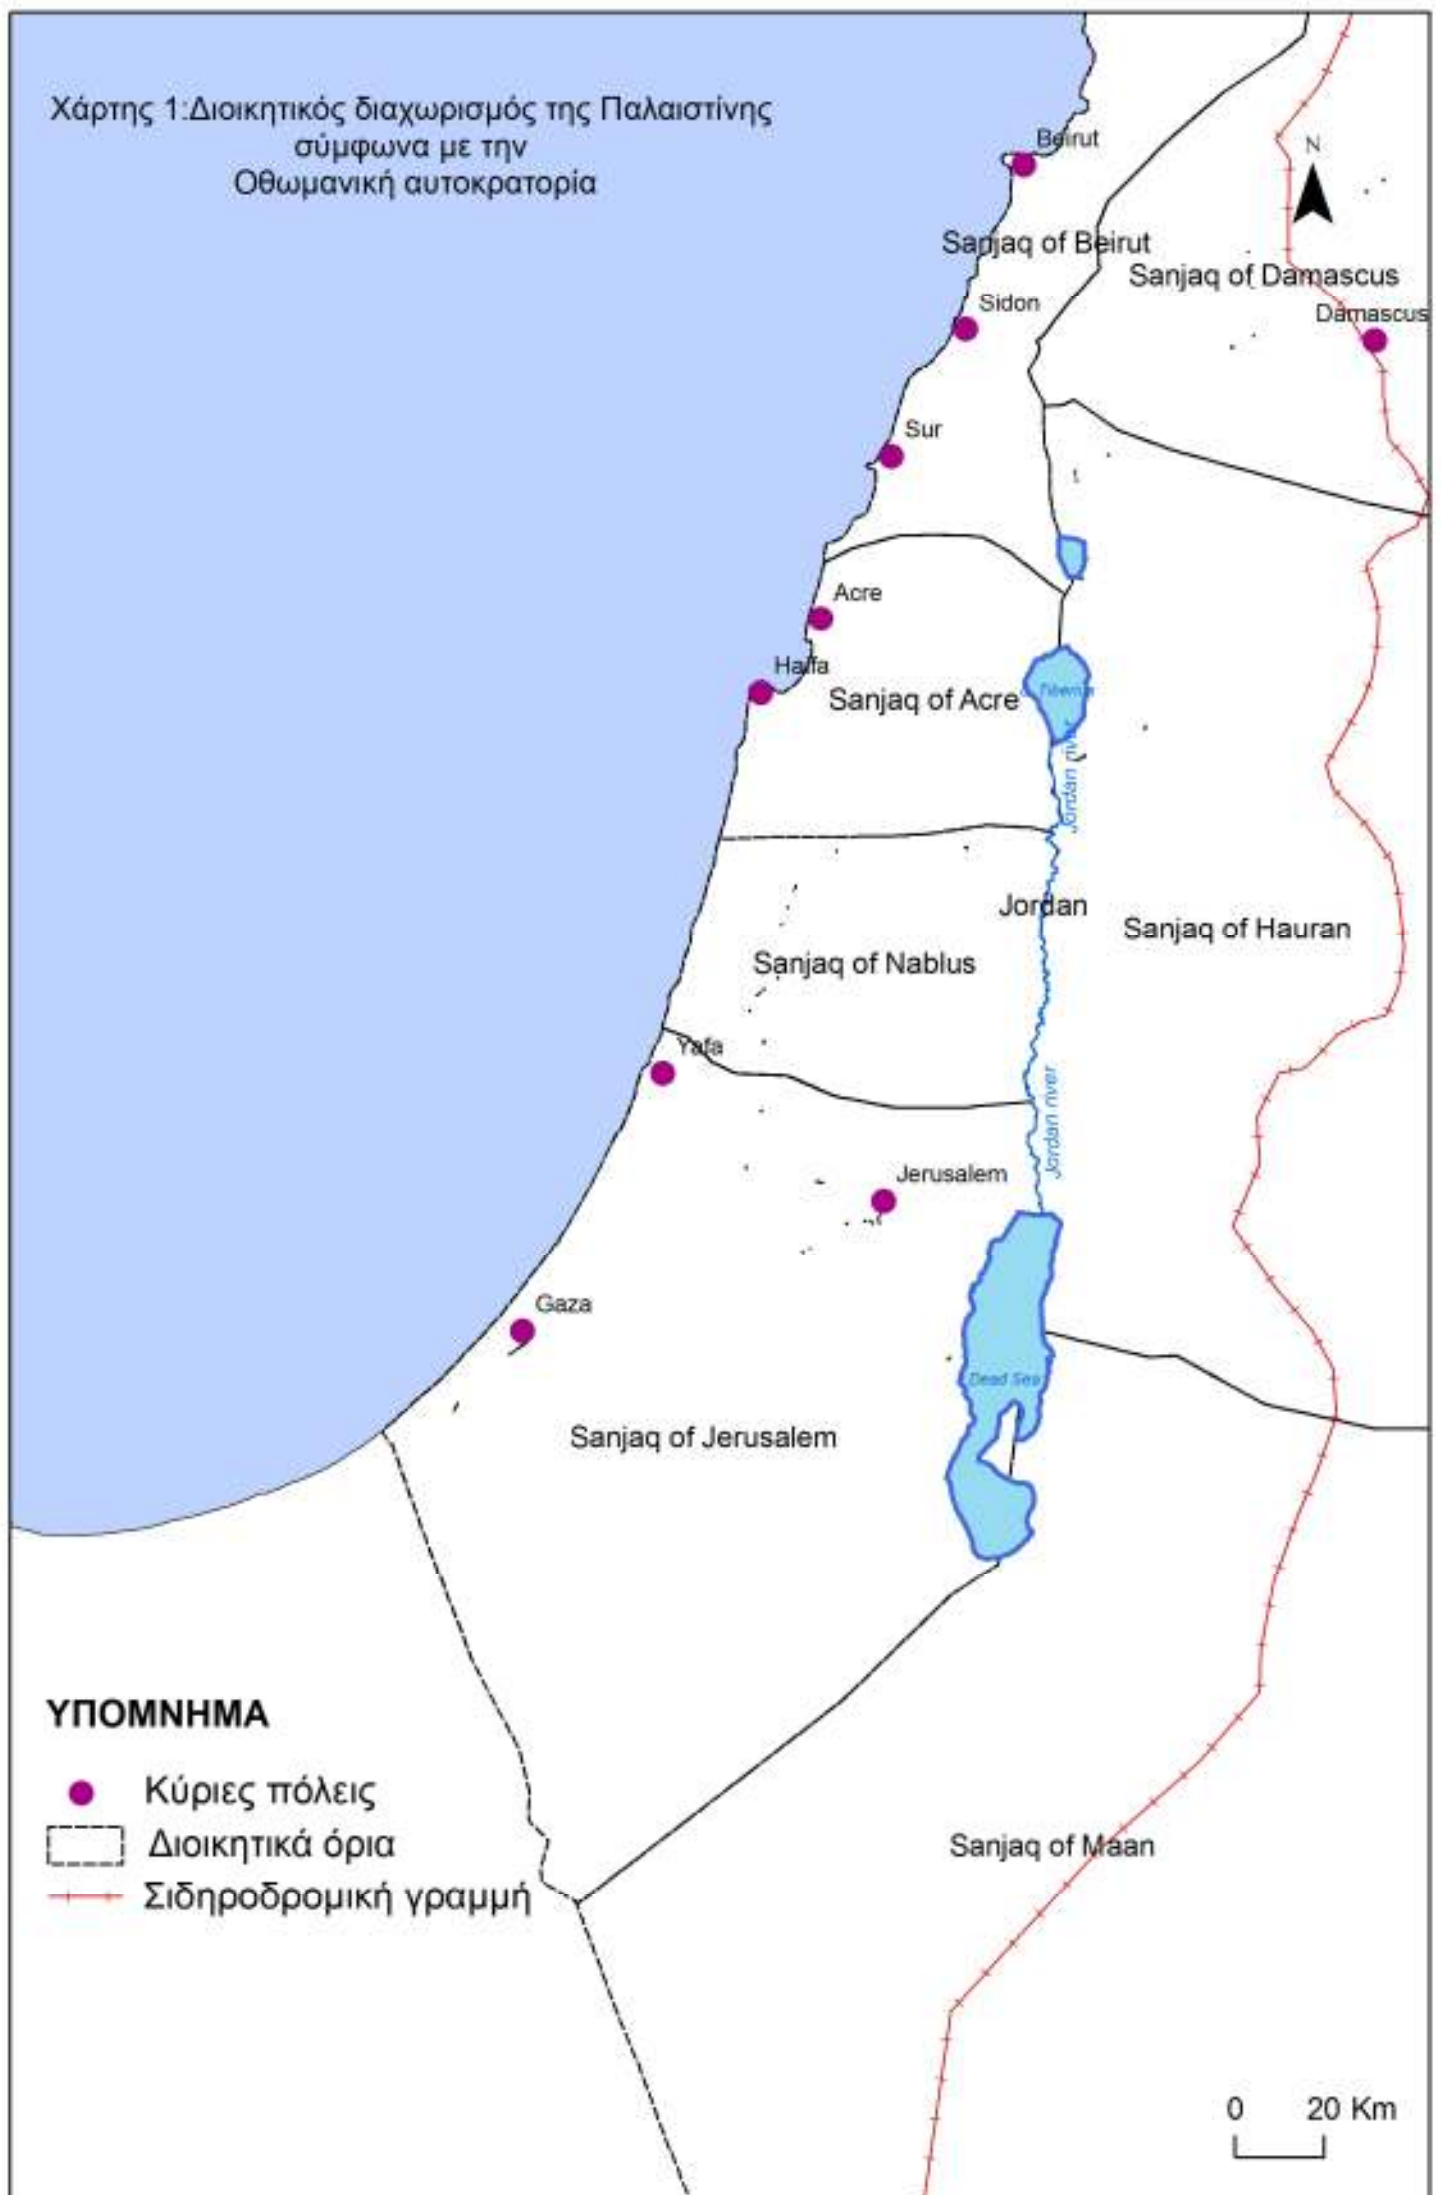 Χάρτης 1:Διοικητικός διαχωρισμός της Παλαιστίνης
σύμφωνα με την
Οθωμανική αυτοκρατορία
Beirut
N
Sanjaq of Beirut
Sanjaq of Damascus
Sidon
Damascus
Sur
Acre
Haifa
Sanjaq of Acre
Jordan river
Jordan
Sanjaq of Hauran
Sanjaq of Nablus
Yafa
Jordan river
Jerusalem
Gaza
Dead Sea
Sanjaq of Jerusalem
ΥΠΟΜΝΗΜΑ
Κύριες πόλεις
Διοικητικά όρια
Sanjaq of Maan
Σιδηροδρομική γραμμή
0 20 Km